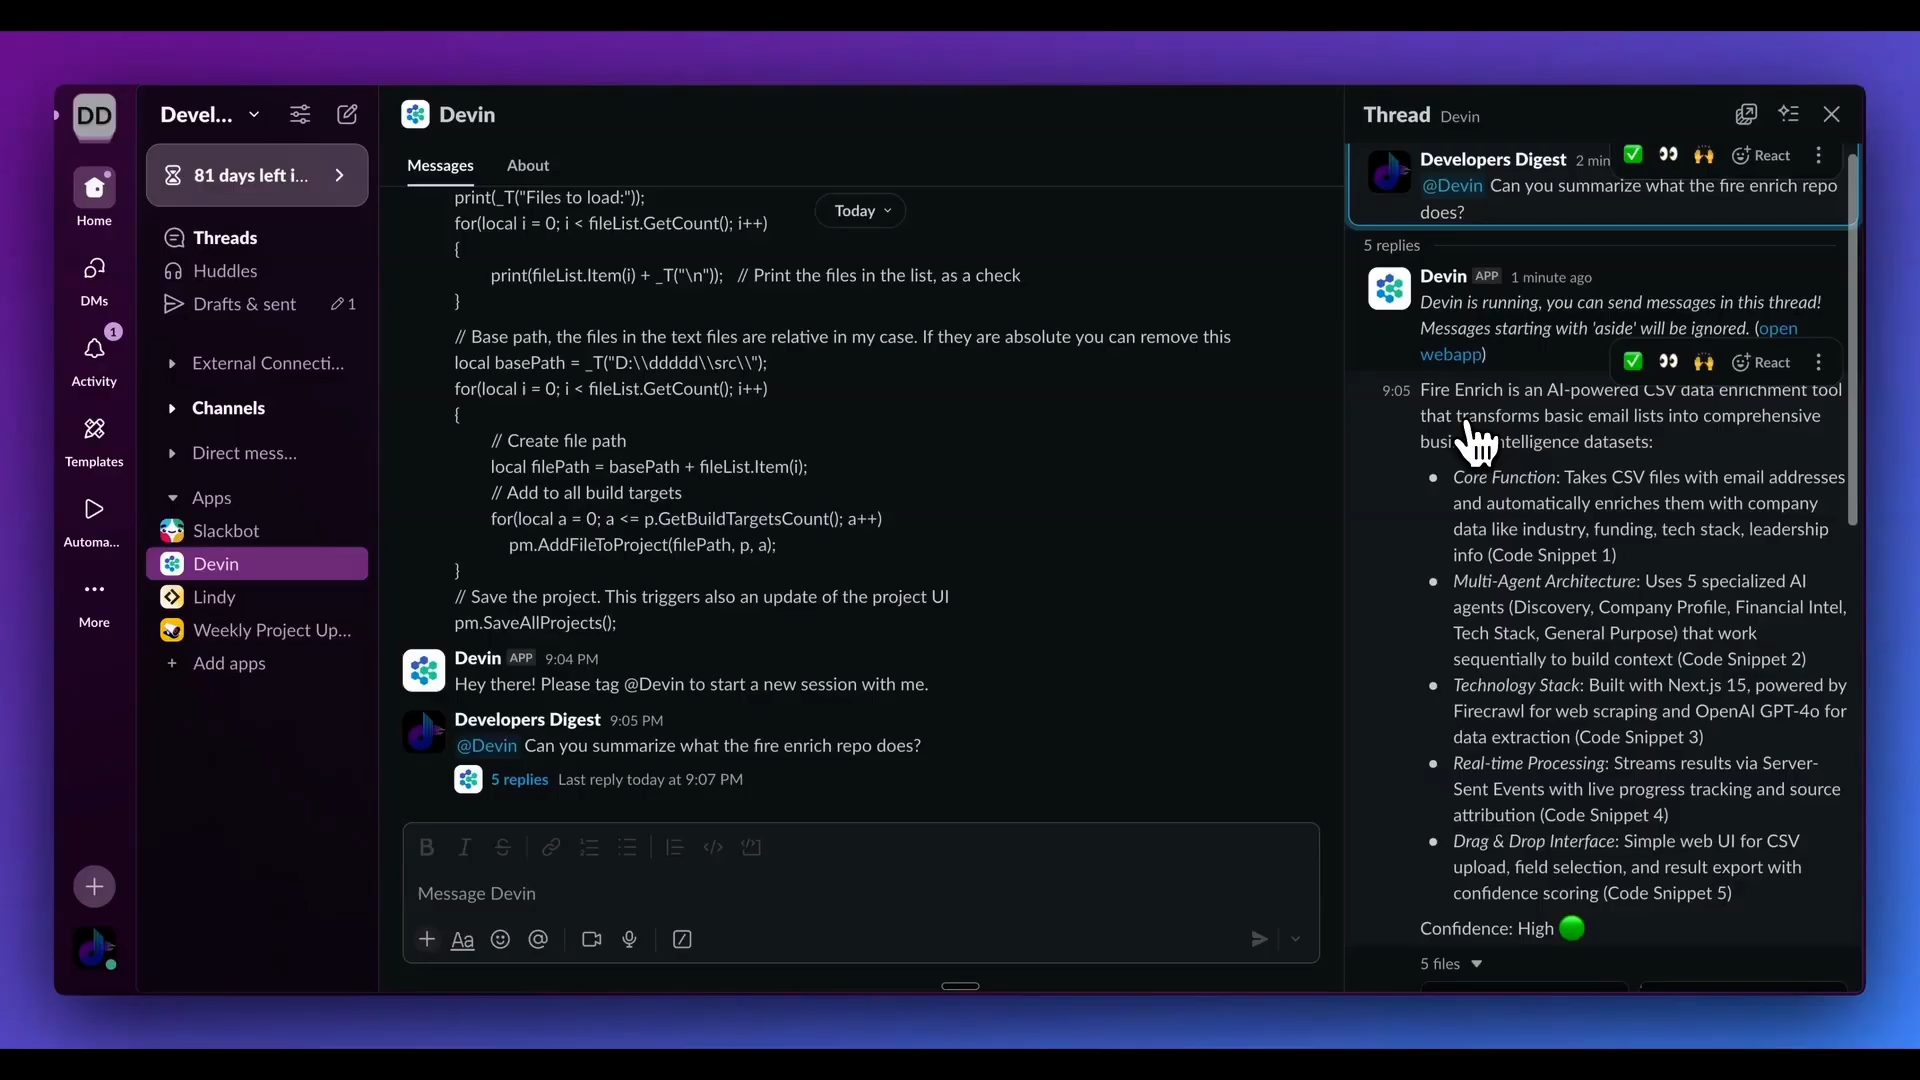 DD
Home
DMs
1
Activity
Templates
Automa...
More
Devel...
81 days left i...
Threads
Huddles
Drafts & sent
1
External Connecti...
Channels
Direct mess...
Apps
Slackbot
Devin
Lindy
Weekly Project Up...
Add apps
Devin
Messages
About
Today
print(_T("Files to load:"));
for(local i = 0; i < fileList.GetCount(); i++)
{
print(fileList.Item(i) + _T("\n")); // Print the files in the list, as a check
}
// Base path, the files in the text files are relative in my case. If they are absolute you can remove this
local basePath = _T("D:\\ddddd\\src\\");
for(local i = 0; i < fileList.GetCount(); i++)
{
// Create file path
local filePath = basePath + fileList.Item(i);
// Add to all build targets
for(local a = 0; a <= p.GetBuildTargetsCount(); a++)
pm.AddFileToProject(filePath, p, a);
}
// Save the project. This triggers also an update of the project UI
pm.SaveAllProjects();
Devin APP 9:04 PM
Hey there! Please tag @Devin to start a new session with me.
Developers Digest 9:05 PM
@Devin Can you summarize what the fire enrich repo does?
5 replies Last reply today at 9:07 PM
Message Devin
Aa
Thread Devin
Developers Digest 2 min
React
@Devin Can you summarize what the fire enrich repo
does?
5 replies
Devin APP 1 minute ago
Devin is running, you can send messages in this thread!
Messages starting with 'aside' will be ignored. (open
webapp)
React
9:05 Fire Enrich is an AI-powered CSV data enrichment tool
that transforms basic email lists into comprehensive
busi ntelligence datasets:
• Core Function: Takes CSV files with email addresses
and automatically enriches them with company
data like industry, funding, tech stack, leadership
info (Code Snippet 1)
• Multi-Agent Architecture: Uses 5 specialized AI
agents (Discovery, Company Profile, Financial Intel,
Tech Stack, General Purpose) that work
sequentially to build context (Code Snippet 2)
• Technology Stack: Built with Next.js 15, powered by
Firecrawl for web scraping and OpenAI GPT-4o for
data extraction (Code Snippet 3)
• Real-time Processing: Streams results via Server-
Sent Events with live progress tracking and source
attribution (Code Snippet 4)
• Drag & Drop Interface: Simple web UI for CSV
upload, field selection, and result export with
confidence scoring (Code Snippet 5)
Confidence: High
5 files